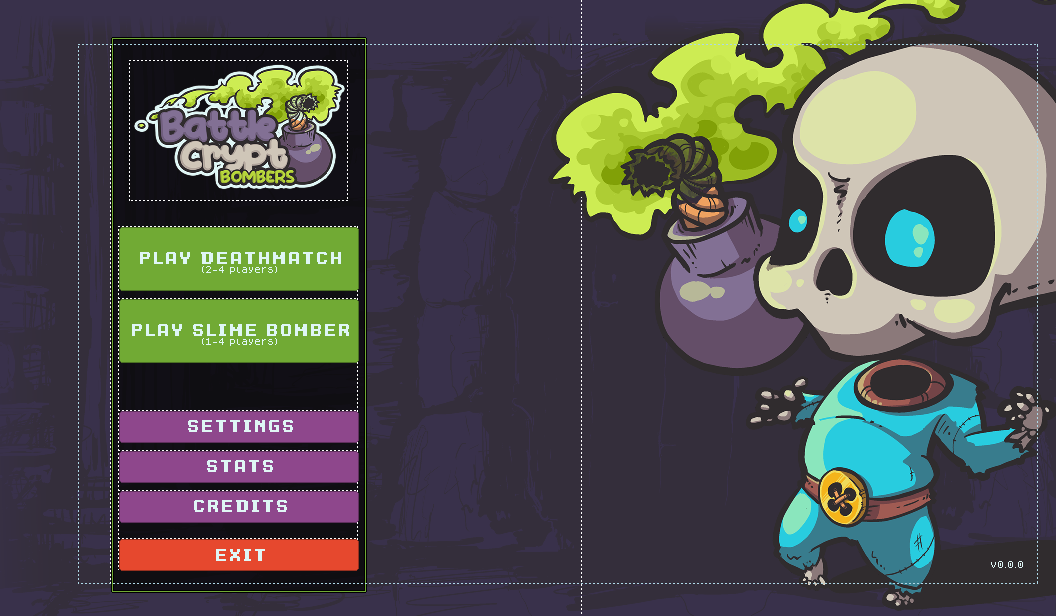 Battle
Crypt
BOMBERS
PLAY DEATHMATCH
(2-4 players)
PLAY SLIME BOMBER
(1-4 players)
SETTINGS
STATS
CREDITS
EXIT
v0.0.0